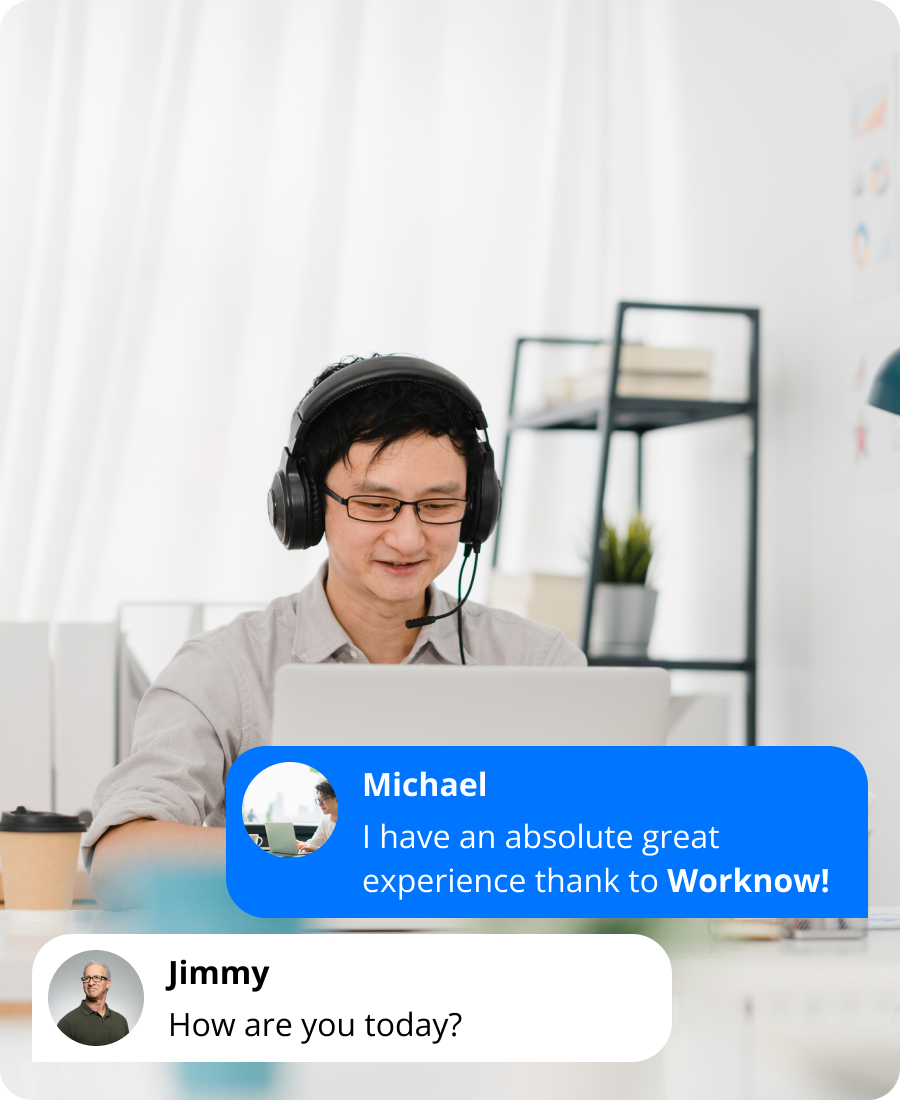 Michael
I have an absolute great
experience thank to Worknow!
Jimmy
How are you today?